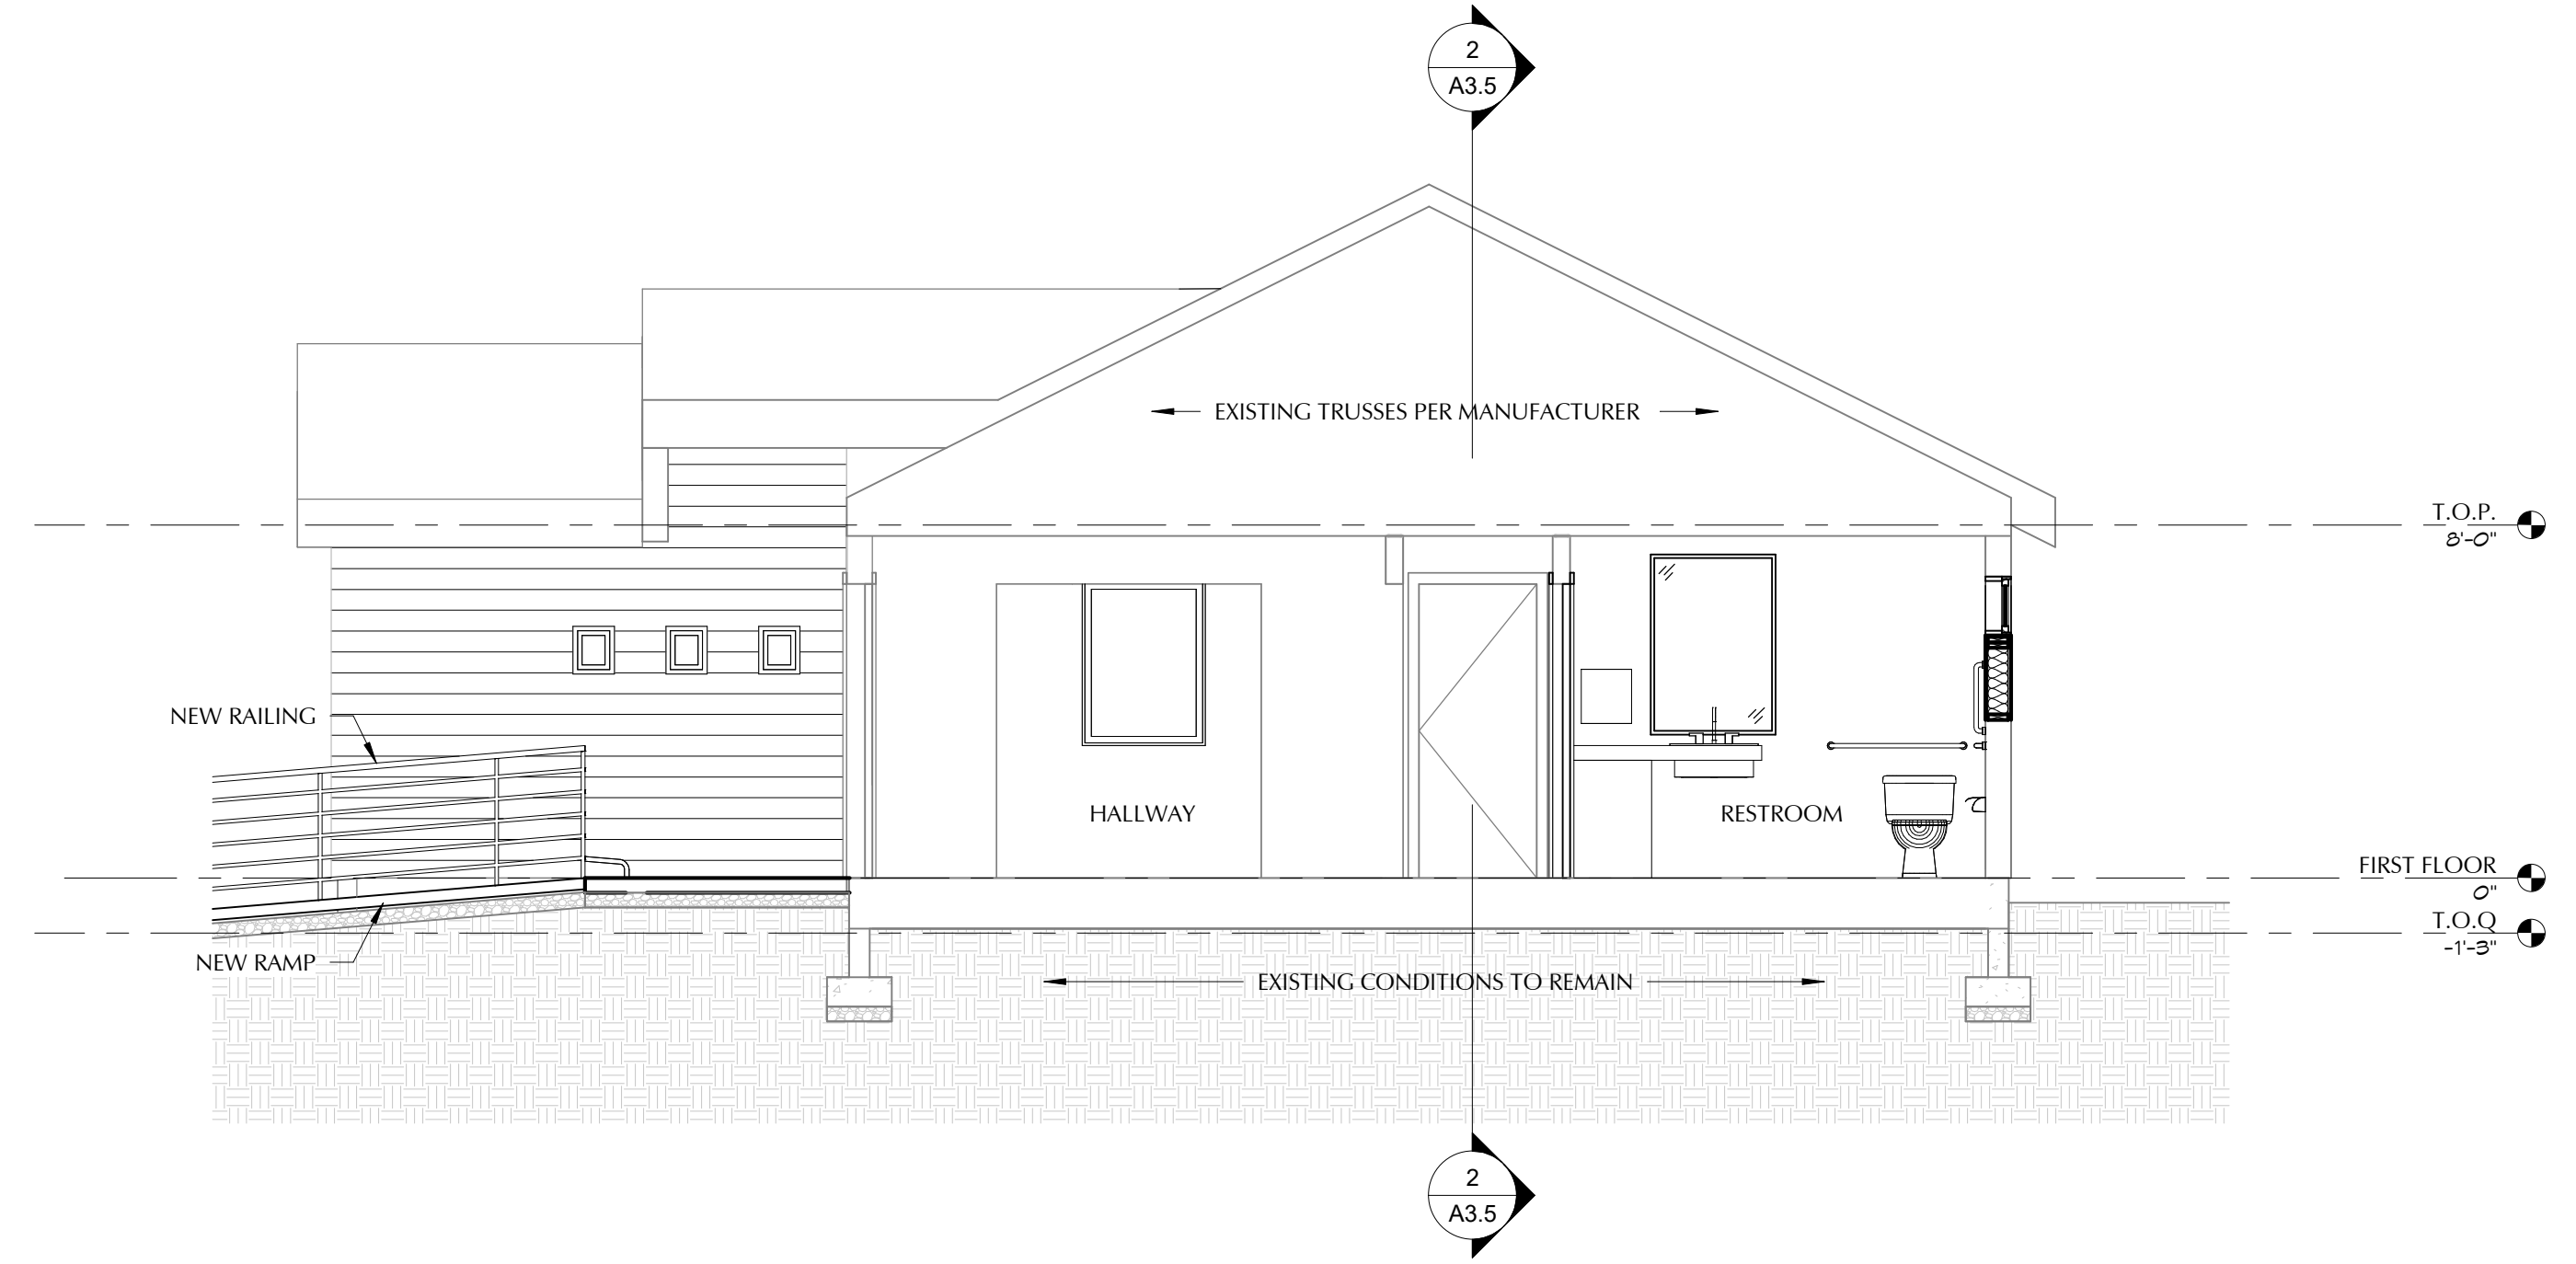 2
A3.5
EXISTING TRUSSES PER MANUFACTURER
T.O.P.
8'-0"
NEW RAILING
HALLWAY
RESTROOM
FIRST FLOOR
0"
T.O.Q
-1'-3"
NEW RAMP
EXISTING CONDITIONS TO REMAIN
2
A3.5